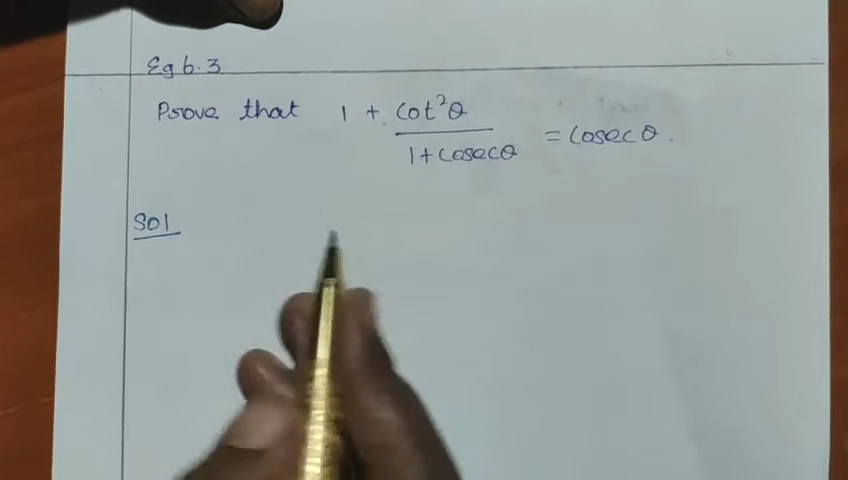 Eg 6.3
Prove that 1 + cot²θ / 1+cosecθ = cosecθ.
Sol